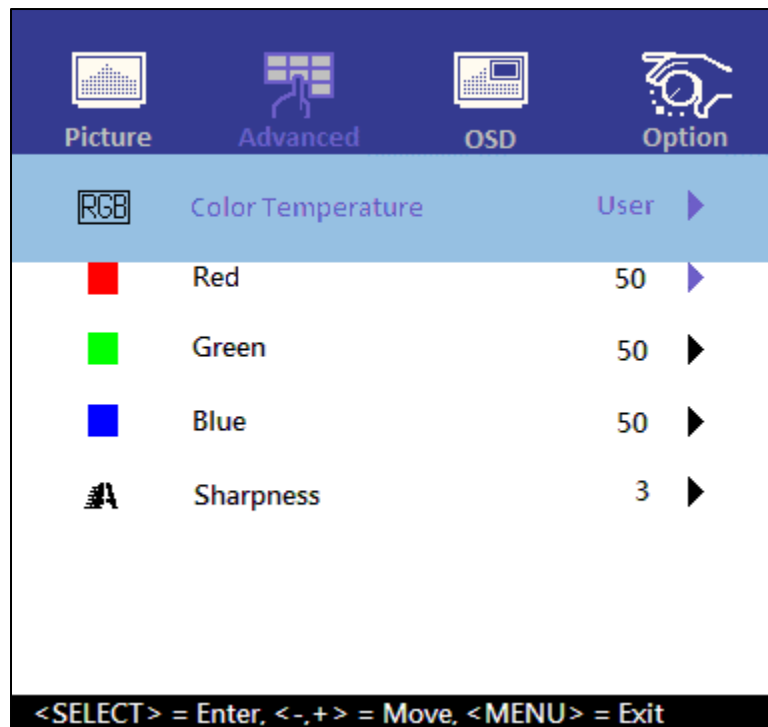 Picture Advanced OSD Option
RGB Color Temperature User
Red 50
Green 50
Blue 50
A Sharpness 3
<SELECT> = Enter, <-,+> = Move, <MENU> = Exit